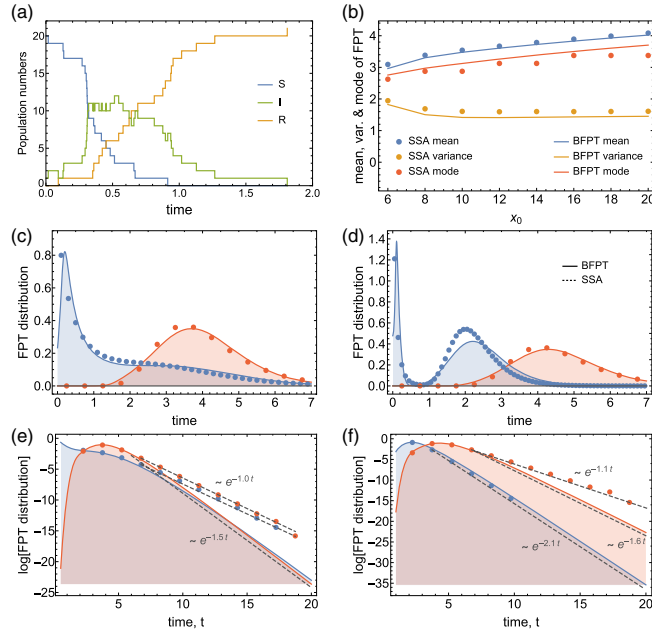 (a)
Population numbers
20
15
10
5
0
S
I
R
0.0 0.5 1.0 1.5 2.0
time
(b)
mean, var. & mode of FPT
4
3
2
1
0
SSA mean
SSA variance
SSA mode
BFPT mean
BFPT variance
BFPT mode
6 8 10 12 14 16 18 20
x0
(c)
FPT distribution
0.8
0.6
0.4
0.2
0.0
0 1 2 3 4 5 6 7
time
(d)
FPT distribution
1.4
1.2
1.0
0.8
0.6
0.4
0.2
0.0
BFPT
SSA
0 1 2 3 4 5 6 7
time
(e)
log[FPT distribution]
0
−5
−10
−15
−20
−25
~ e−1.0 t
~ e−1.5 t
5 10 15 20
time, t
(f)
log[FPT distribution]
0
−5
−10
−15
−20
−25
−30
−35
~ e−1.1 t
~ e−1.6 t
~ e−2.1 t
5 10 15 20
time, t